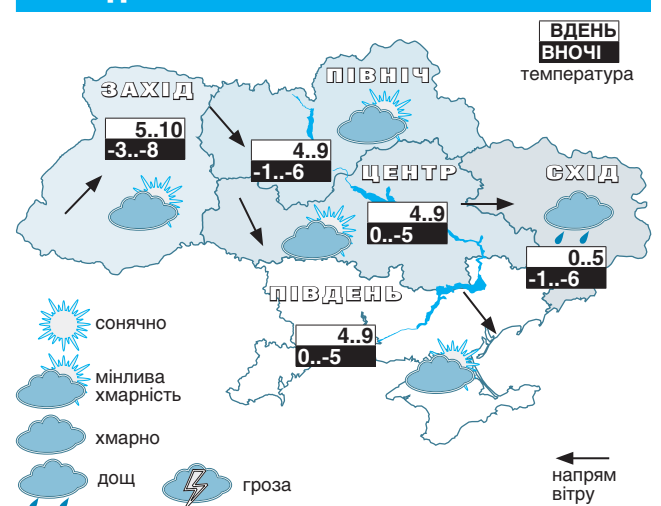 ВДЕНЬ
ВНОЧІ
температура
ПІВНІЧ
ЗАХІД
5..10
-3..-8
4..9
-1..-6
ЦЕНТР
СХІД
4..9
0..-5
0..5
-1..-6
ПІВДЕНЬ
4..9
0..-5
сонячно
мінлива
хмарність
хмарно
дощ
гроза
напрям
вітру